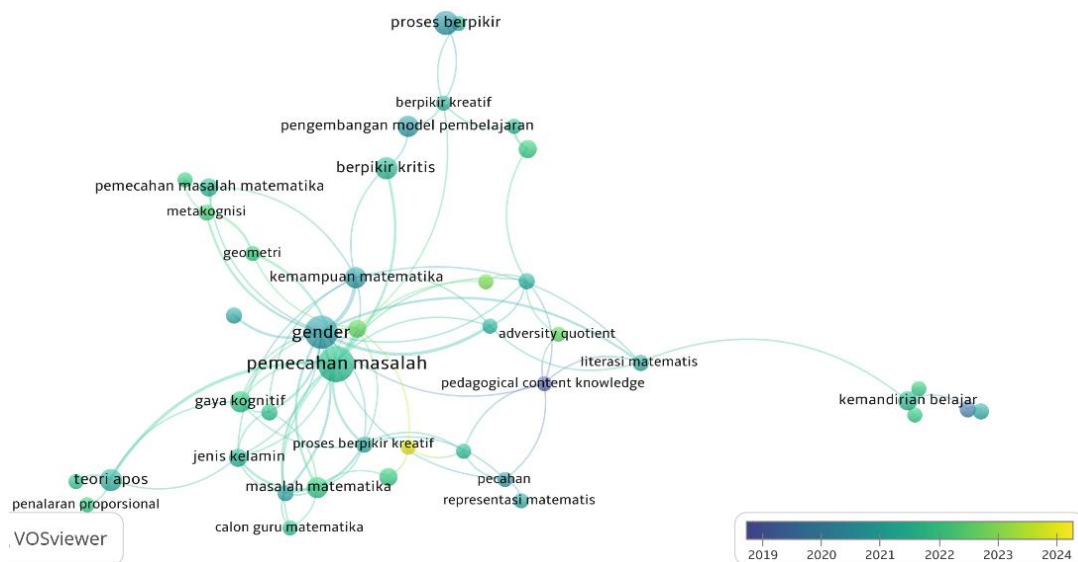 proses berpikir
berpikir kreatif
pengembangan model pembelajaran
berpikir kritis
pemecahan masalah matematika
metakognisi
geometri
kemampuan matematika
gender
adversity quotient
pemecahan masalah
literasi matematis
pedagogical content knowledge
gaya kognitif
kemandirian belajar
proses berpikir kreatif
jenis kelamin
teori apos
pecahan
masalah matematika
representasi matematis
penalaran proporsional
calon guru matematika
VOSviewer
2019 2020 2021 2022 2023 2024